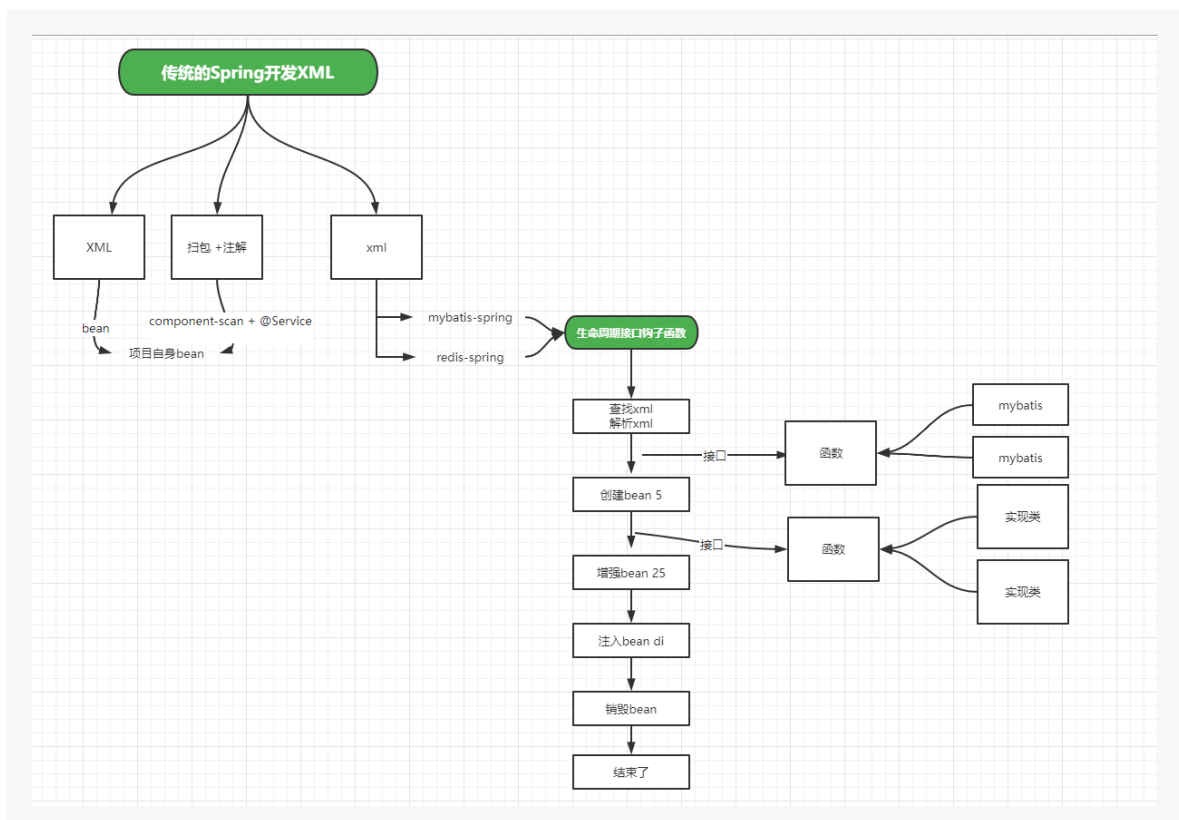 传统的Spring开发XML
XML
扫包 +注解
xml
bean
component-scan + @Service
项目自身bean
mybatis-spring
redis-spring
生命周期接口钩子函数
查找xml
解析xml
接口
函数
mybatis
mybatis
创建bean 5
接口
函数
实现类
实现类
增强bean 25
注入bean di
销毁bean
结束了